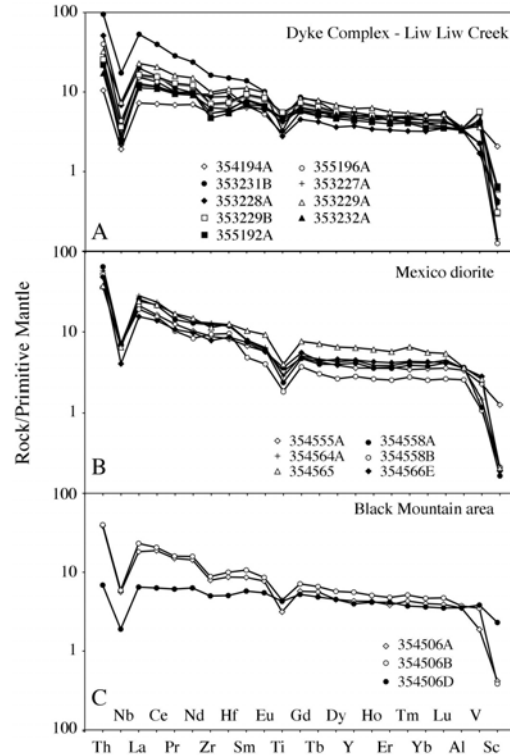 100
Dyke Complex - Liw Liw Creek
10
1
354194A 355196A
353231B 353227A
353228A 353229A
353229B 353232A
355192A
A
100
Mexico diorite
10
1
354555A 354558A
354564A 354558B
354565 354566E
B
Rock/Primitive Mantle
100
Black Mountain area
10
1
354506A
354506B
354506D
C
Nb Ce Nd Hf Eu Gd Dy Ho Tm Lu V
100
Th La Pr Zr Sm Ti Tb Y Er Yb Al Sc